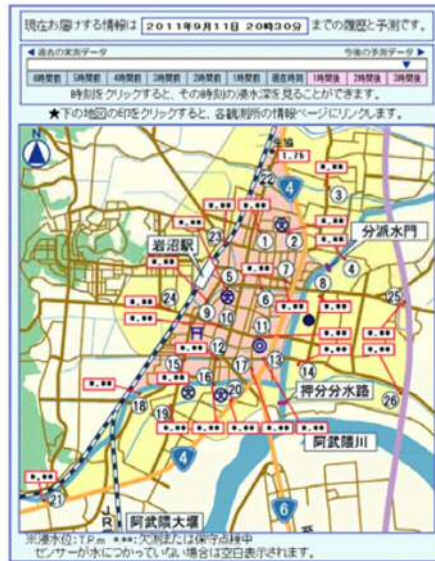 現在お届けする情報は 2011年9月11日 20時30分 までの履歴と予測です。
◀ 過去の実測データ 今後の予測データ ▶
6時間前 5時間前 4時間前 3時間前 2時間前 1時間前 現在時刻 1時間後 2時間後 3時間後
時刻をクリックすると、その時刻の浸水深を見ることができます。
★下の地図の印をクリックすると、各観測所の情報ページにリンクします。
N
生協
1.75
22
4
3
岩沼駅
23
1
2
分派水門
5
7
4
8
24
9
10
6
25
11
12
13
15
16
17
14
押分分水路
18
19
20
26
阿武隈川
4
21
阿武隈大堰
6
JR
※浸水位:T.P.m ***:欠測または保守点検中
センサーが水につかっていない場合は空白表示されます。